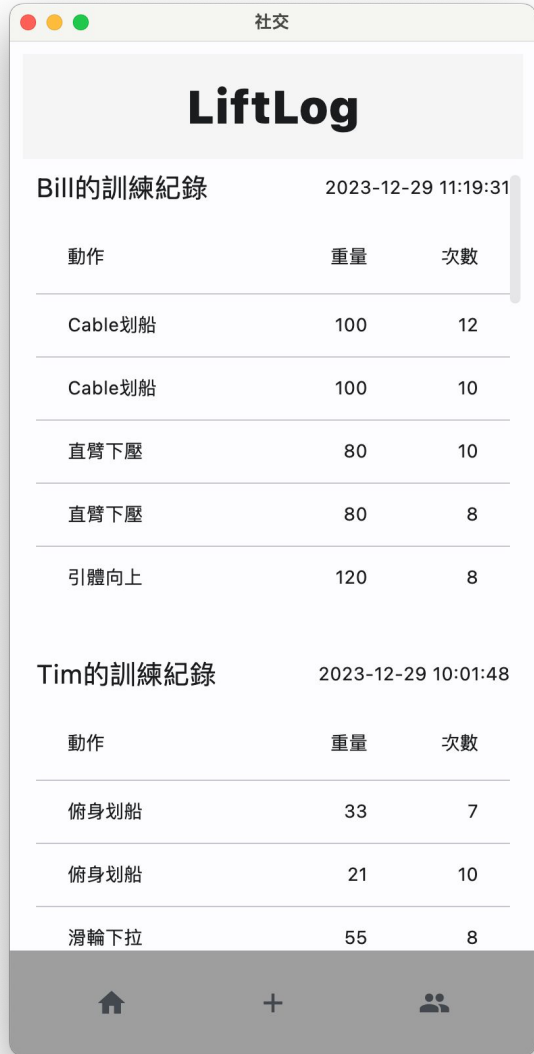 社交
LiftLog
Bill的訓練紀錄 2023-12-29 11:19:31
動作 重量 次數
Cable划船 100 12
Cable划船 100 10
直臂下壓 80 10
直臂下壓 80 8
引體向上 120 8
Tim的訓練紀錄 2023-12-29 10:01:48
動作 重量 次數
俯身划船 33 7
俯身划船 21 10
滑輪下拉 55 8